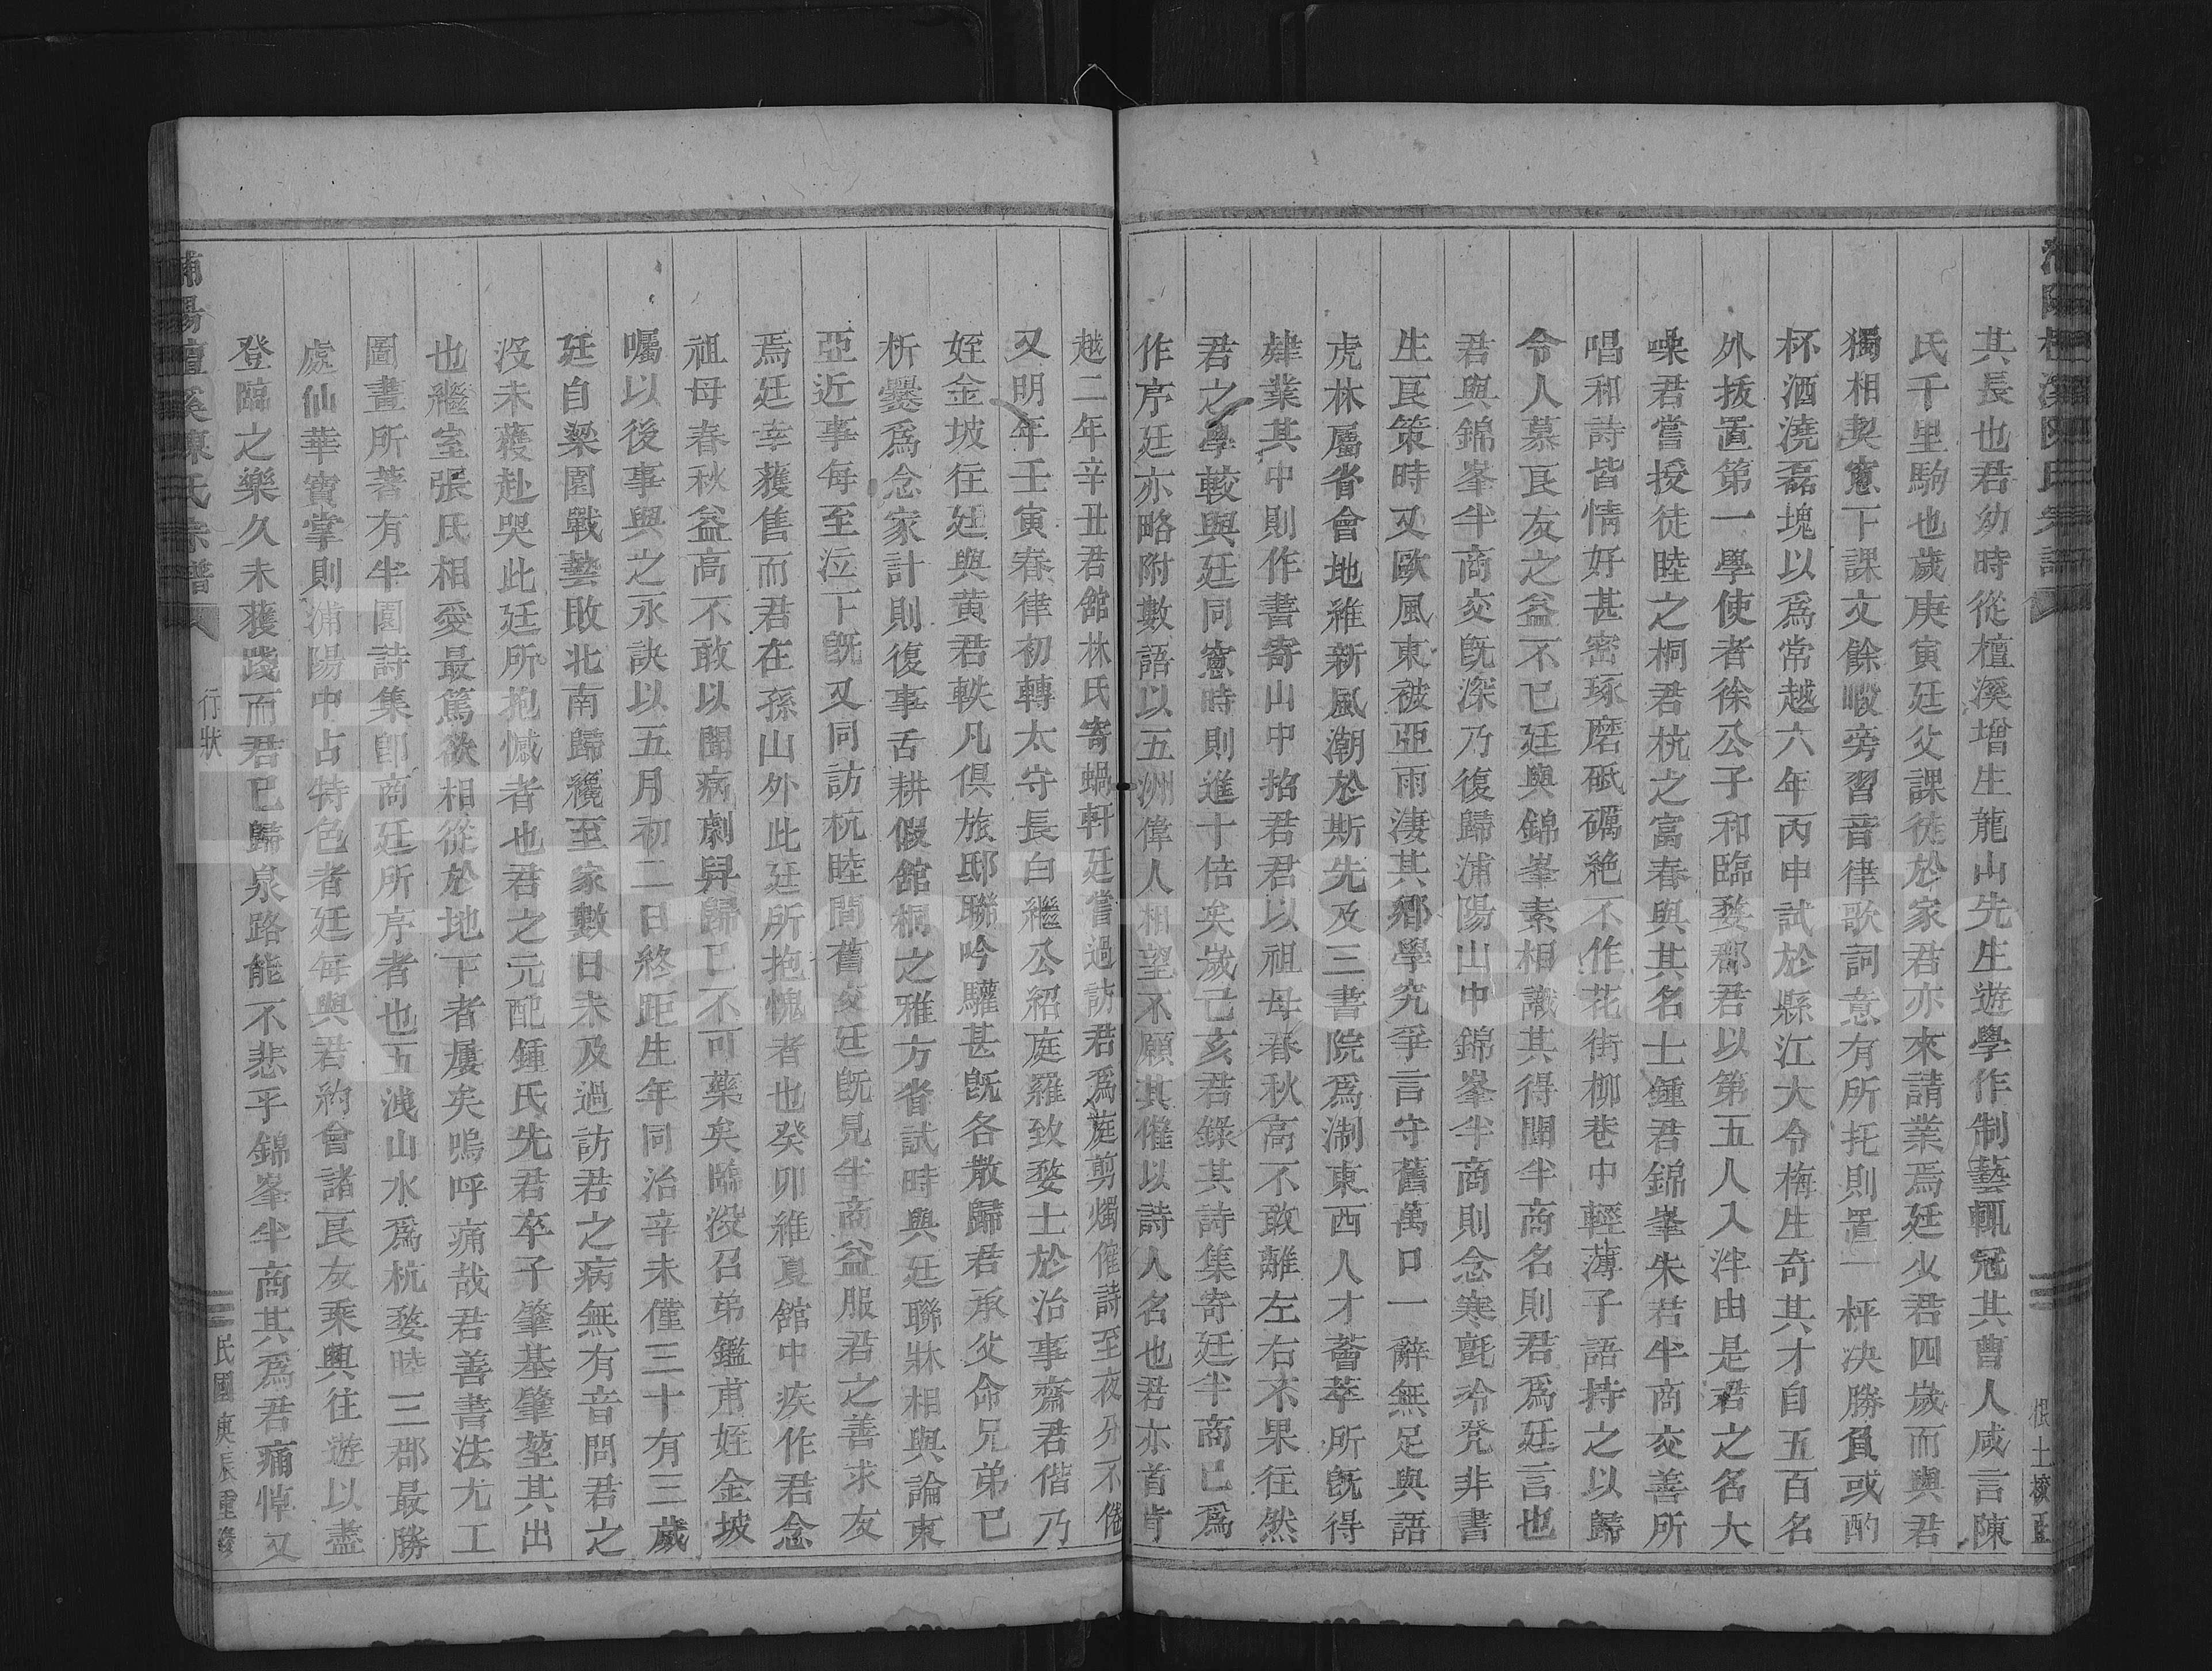 其長也君幼時從檀溪增生龍山先生遊學作制藝輒冠其曹人咸言陳
氏千里駒也歲庚寅廷父課徒於家君亦來請業焉廷少君四歲而與君
獨相契窻下課文餘暇旁習音律歌詞意有所托則置一枰决勝負或酌
杯酒澆磊塊以爲常越六年丙申試於縣江大令梅生奇其才自五百名
外拔置第一學使者徐公子和臨婺郡君以第五人入泮由是君之名大
噪君嘗授徒睦之桐君杭之富春與其名士鍾君錦峯朱君半商交善所
唱和詩皆情好甚密琢磨砥礪絶不作花街柳巷中輕薄子語持之以歸
令人慕良友之益不已廷與錦峯素相識其得聞半商名則君爲廷言也
君與錦峯半商交旣深乃復歸浦陽山中錦峯半商則念寒氈冷凳非書
生良策時又歐風東被亞雨淒其鄉學究爭言守舊萬口一辭無足與語
虎林屬省會地維新風潮於斯先及三書院爲浙東西人才薈萃所旣得
肄業其中則作書寄山中招君君以祖母春秋高不敢離左右不果往然
君之學較與廷同窻時則進十倍矣歲己亥君錄其詩集寄廷半商已爲
作序廷亦略附數語以五洲偉人相望不願其僅以詩人名也君亦首肯
越二年辛丑君館林氏寄蝸軒廷嘗過訪君爲莛剪燭催詩至夜分不倦
又明年壬寅春律初轉太守長白繼公紹庭羅致婺士於治事齋君偕乃
姪金坡往廷與黄君軼凡俱旅邸聯吟驩甚旣各散歸君承父命兄弟已
析爨爲念家計則復事舌耕假館桐之雅方省試時與廷聯牀相與論東
亞近事每至泣下旣又同訪杭睦間舊交廷旣見半商益服君之善求友
焉廷幸獲售而君在孫山外此廷所抱愧者也癸卯維夏館中疾作君念
祖母春秋益高不敢以聞病劇舁歸已不可藥矣臨沒召弟鑑甫姪金坡
囑以後事與之永訣以五月初二日終距生年同治辛未僅三十有三歲
廷自梁園戰藝敗北南歸纔至家數日未及過訪君之病無有音問君之
沒未獲赴哭此廷所抱憾者也君之元配鍾氏先君卒子肇基肇堃其出
也繼室張氏相愛最篤欲相從於地下者屢矣嗚呼痛哉君善書法尤工
圖畫所著有半園詩集卽商廷所序者也五洩山水爲杭婺睦三郡最勝
處仙華寶掌則浦陽中占特色者廷每與君約會諸良友乘輿往遊以盡
登臨之樂久未獲踐而君已歸泉路能不悲乎錦峯半商其爲君痛悼又
浦陽檀溪陳氏宗譜
行狀
民國庚辰重修
FamilySearch